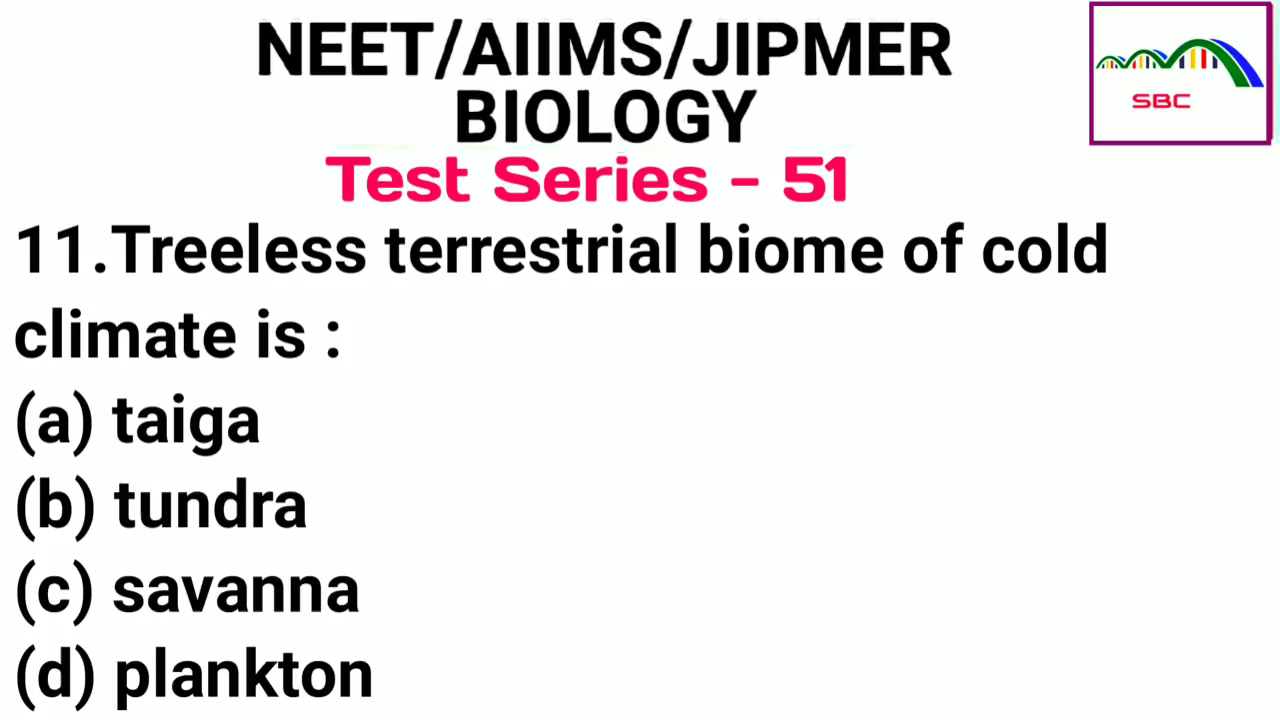 NEET/AIIMS/JIPMER
BIOLOGY
SBC
Test Series - 51
11.Treeless terrestrial biome of cold
climate is :
(a) taiga
(b) tundra
(c) savanna
(d) plankton